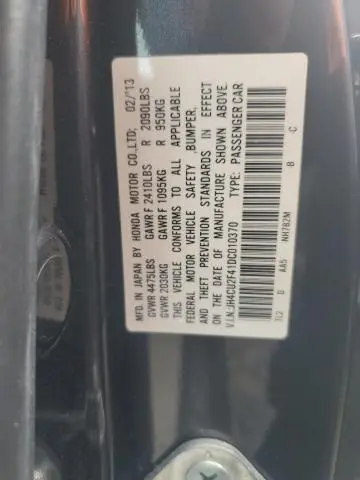 MFD. IN JAPAN BY HONDA MOTOR CO.,LTD; 02/'13
GVWR 4475LBS GAWR F 2410LBS R 2090LBS
GVWR 2030KG GAWR F 1095KG R 950KG
THIS VEHICLE CONFORMS TO ALL APPLICABLE
FEDERAL MOTOR VEHICLE SAFETY BUMPER,
AND THEFT PREVENTION STANDARDS IN EFFECT
ON THE DATE OF MANUFACTURE SHOWN ABOVE.
V.I.N.:JH4CU2F41DC010370 TYPE: PASSENGER CAR
TL2 D AA5 NH782M B -C